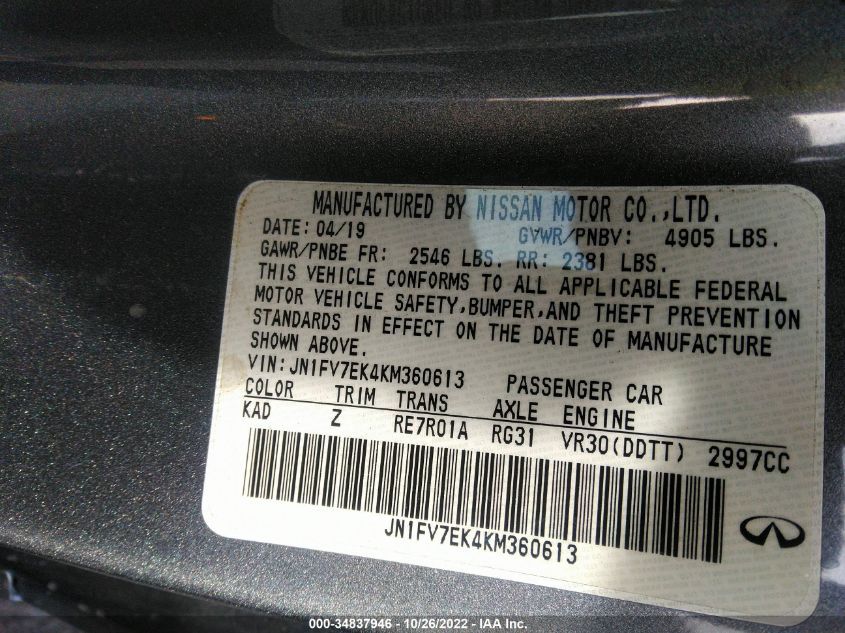 MANUFACTURED BY NISSAN MOTOR CO.,LTD.
DATE: 04/19 GVWR/PNBV: 4905 LBS.
GAWR/PNBE FR: 2546 LBS. RR: 2381 LBS.
THIS VEHICLE CONFORMS TO ALL APPLICABLE FEDERAL
MOTOR VEHICLE SAFETY,BUMPER,AND THEFT PREVENTION
STANDARDS IN EFFECT ON THE DATE OF MANUFACTURE
SHOWN ABOVE.
VIN:JN1FV7EK4KM360613 PASSENGER CAR
COLOR TRIM TRANS AXLE ENGINE
KAD Z RE7R01A RG31 VR30(DDTT) 2997CC
JN1FV7EK4KM360613
000-34837946 - 10/26/2022 - IAA Inc.